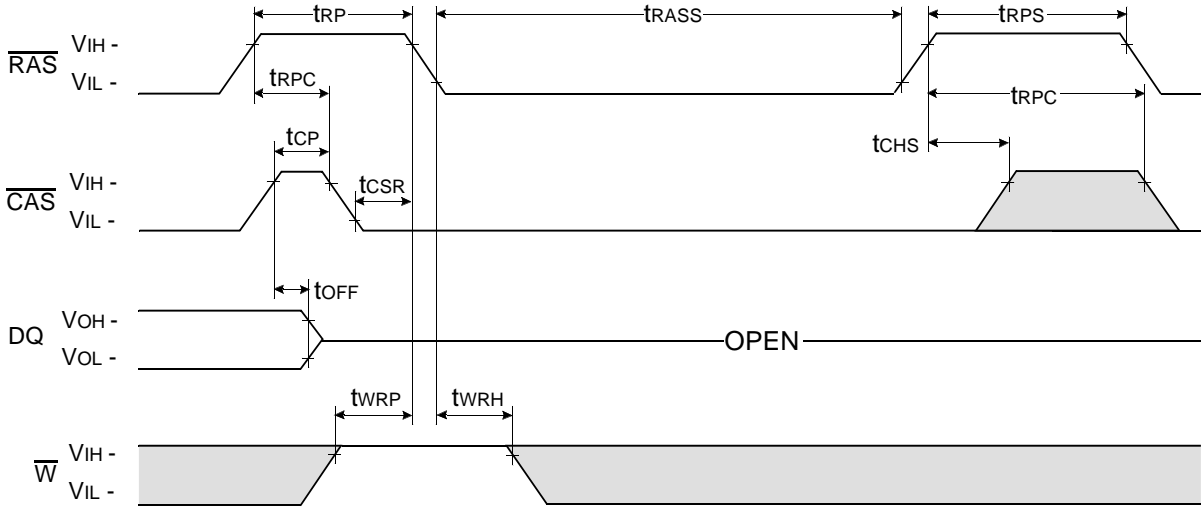 tRP
tRASS
tRPS
RAS
VIH -
VIL -
tRPC
tRPC
tCP
tCHS
CAS
VIH -
VIL -
tCSR
tOFF
DQ
VOH -
VOL -
OPEN
tWRP
tWRH
W
VIH -
VIL -